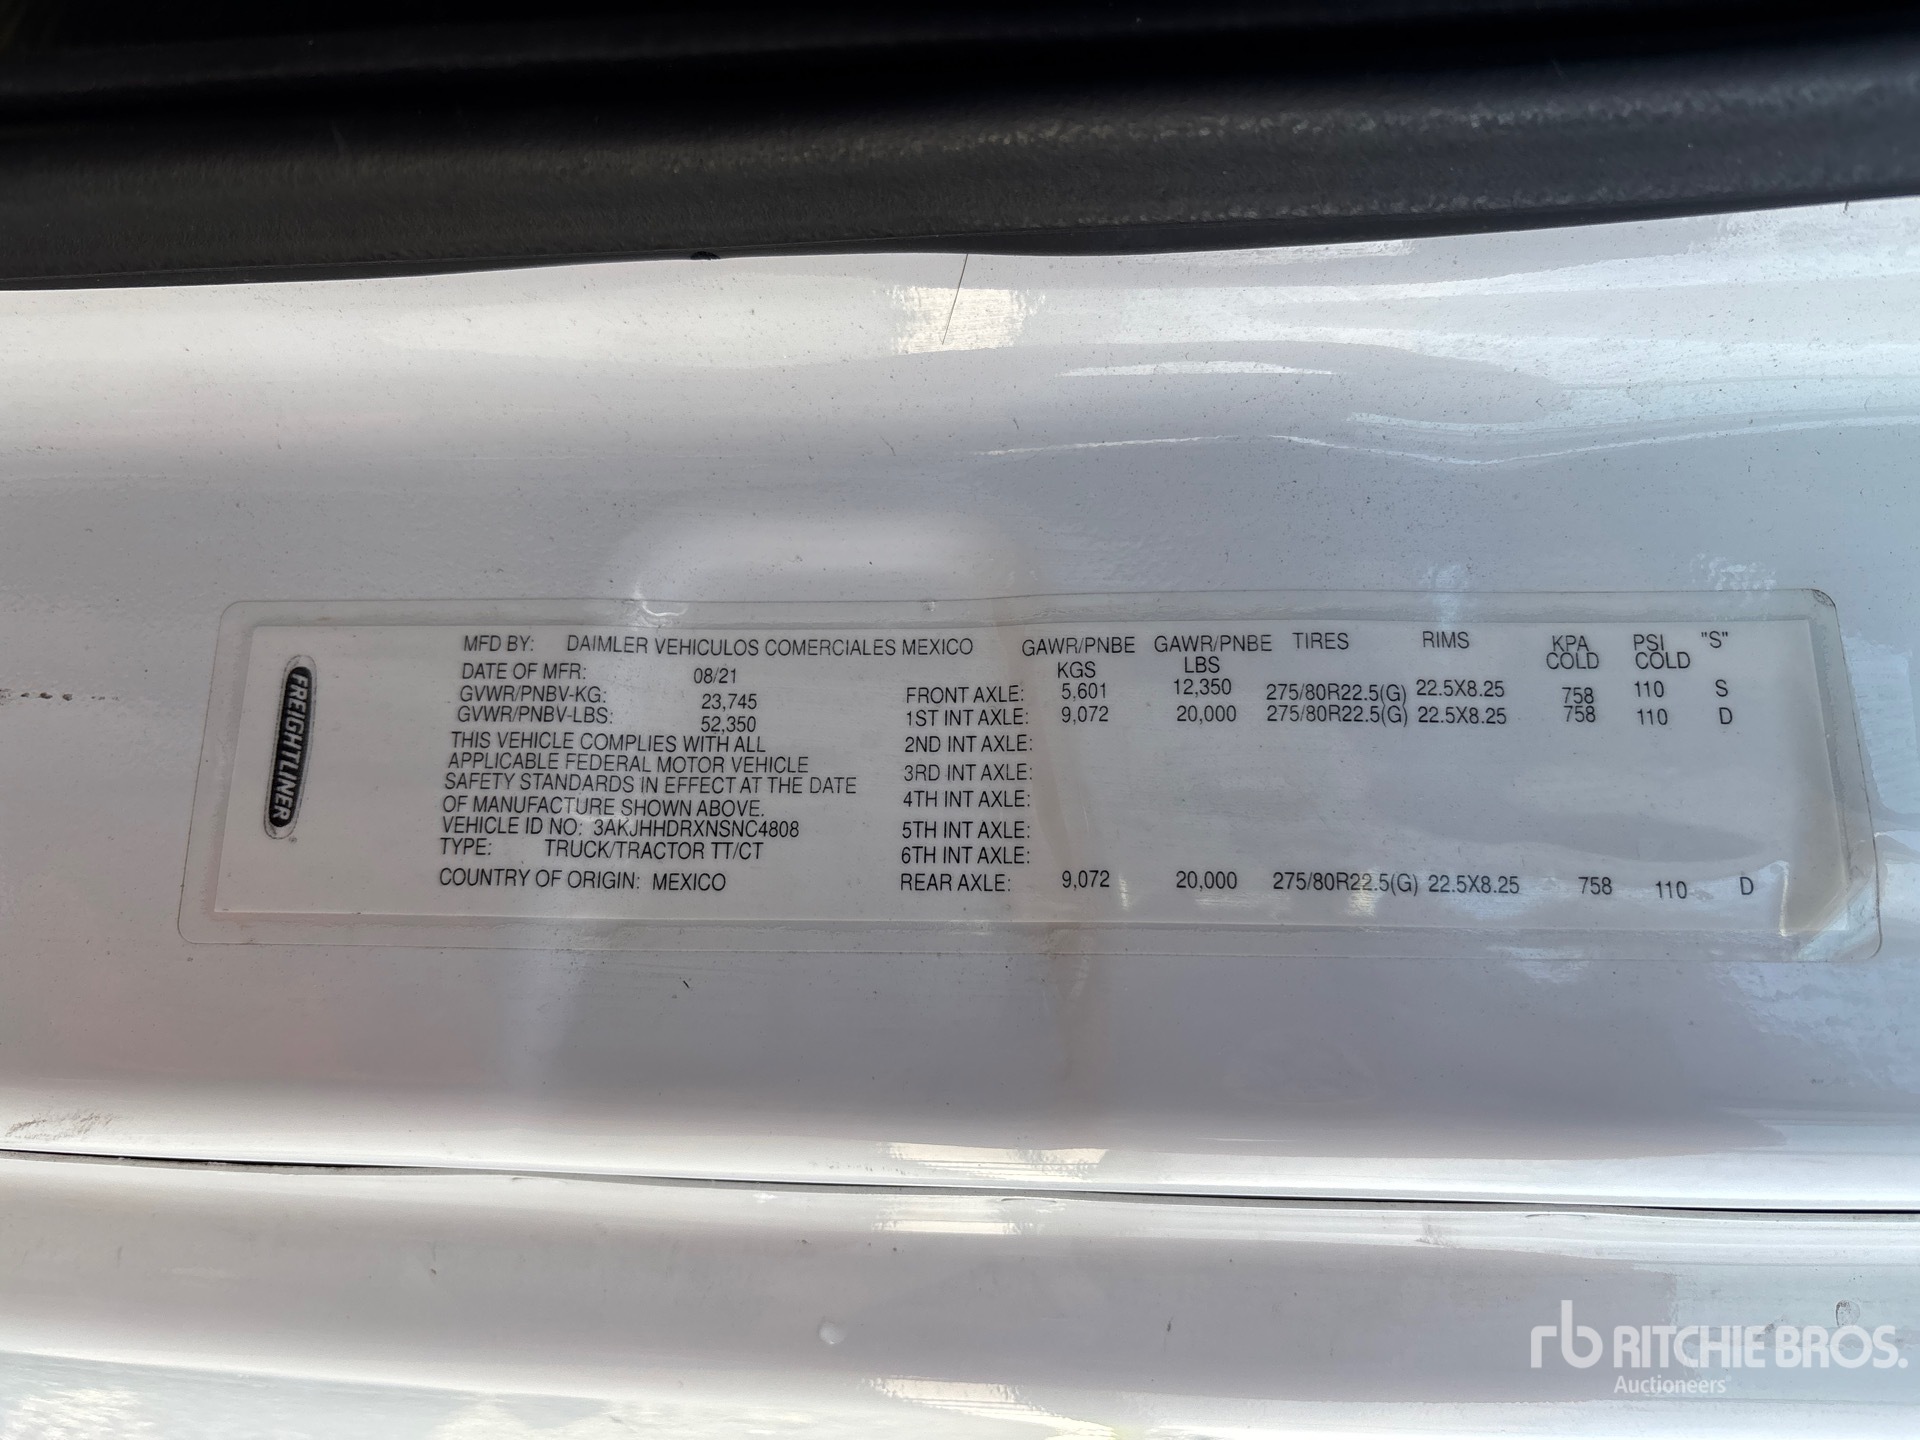 FREIGHTLINER
MFD BY: DAIMLER VEHICULOS COMERCIALES MEXICO
DATE OF MFR: 08/21
GVWR/PNBV-KG: 23,745
GVWR/PNBV-LBS: 52,350
THIS VEHICLE COMPLIES WITH ALL
APPLICABLE FEDERAL MOTOR VEHICLE
SAFETY STANDARDS IN EFFECT AT THE DATE
OF MANUFACTURE SHOWN ABOVE.
VEHICLE ID NO: 3AKJHHDRXNSNC4808
TYPE: TRUCK/TRACTOR TT/CT
COUNTRY OF ORIGIN: MEXICO
GAWR/PNBE GAWR/PNBE TIRES RIMS KPA PSI "S"
KGS LBS COLD COLD
FRONT AXLE: 5,601 12,350 275/80R22.5(G) 22.5X8.25 758 110 S
1ST INT AXLE: 9,072 20,000 275/80R22.5(G) 22.5X8.25 758 110 D
2ND INT AXLE:
3RD INT AXLE:
4TH INT AXLE:
5TH INT AXLE:
6TH INT AXLE:
REAR AXLE: 9,072 20,000 275/80R22.5(G) 22.5X8.25 758 110 D
rb RITCHIE BROS.
Auctioneers